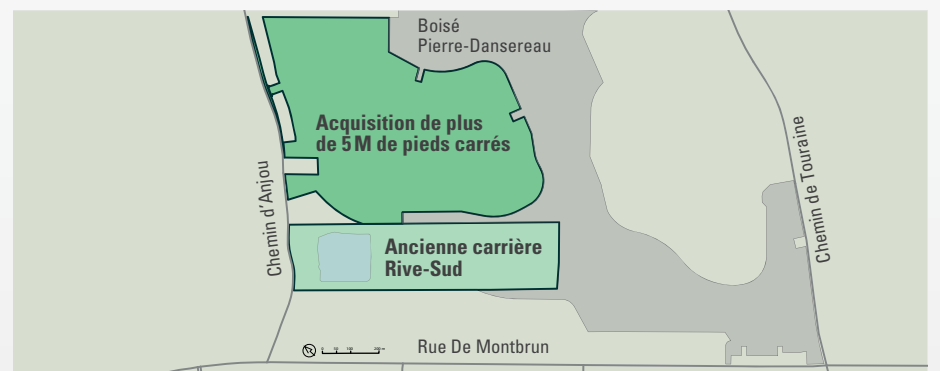 Boisé
Pierre-Dansereau
Acquisition de plus
de 5 M de pieds carrés
Chemin d'Anjou
Chemin de Touraine
Ancienne carrière
Rive-Sud
Rue De Montbrun